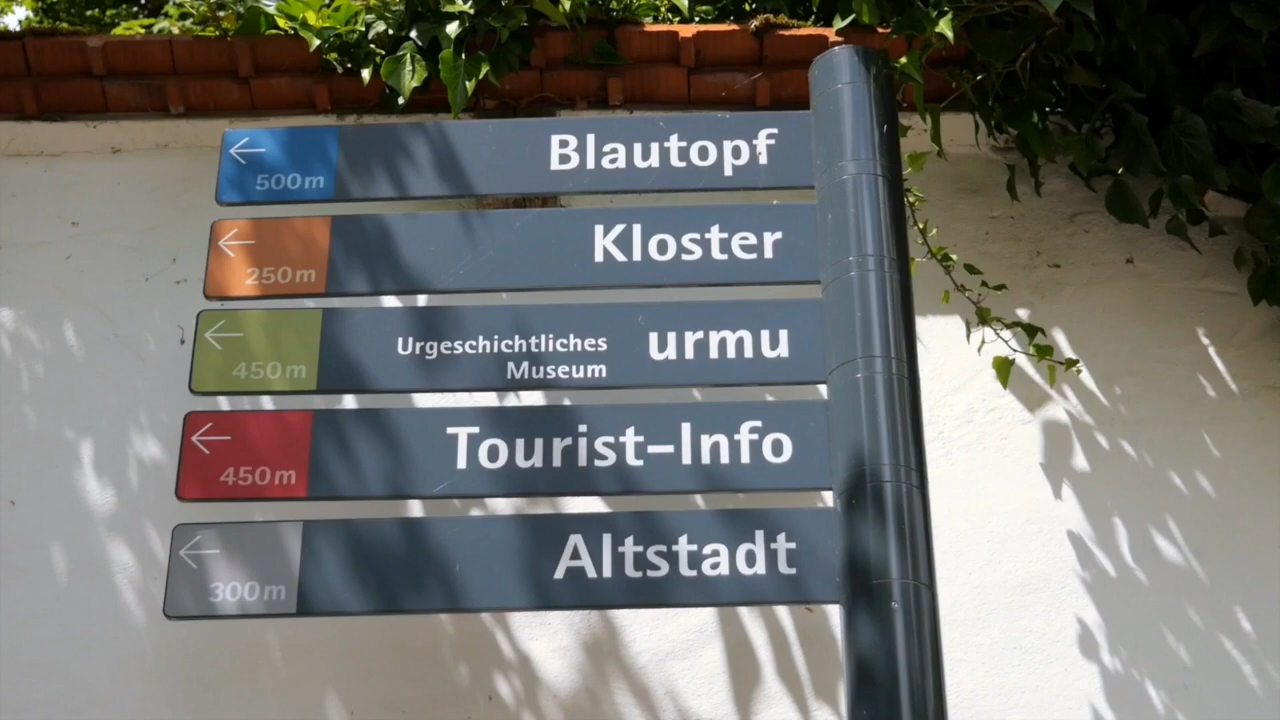 ← Blautopf
500m
← Kloster
250m
← Urgeschichtliches urmu
450m Museum
← Tourist-Info
450m
← Altstadt
300m